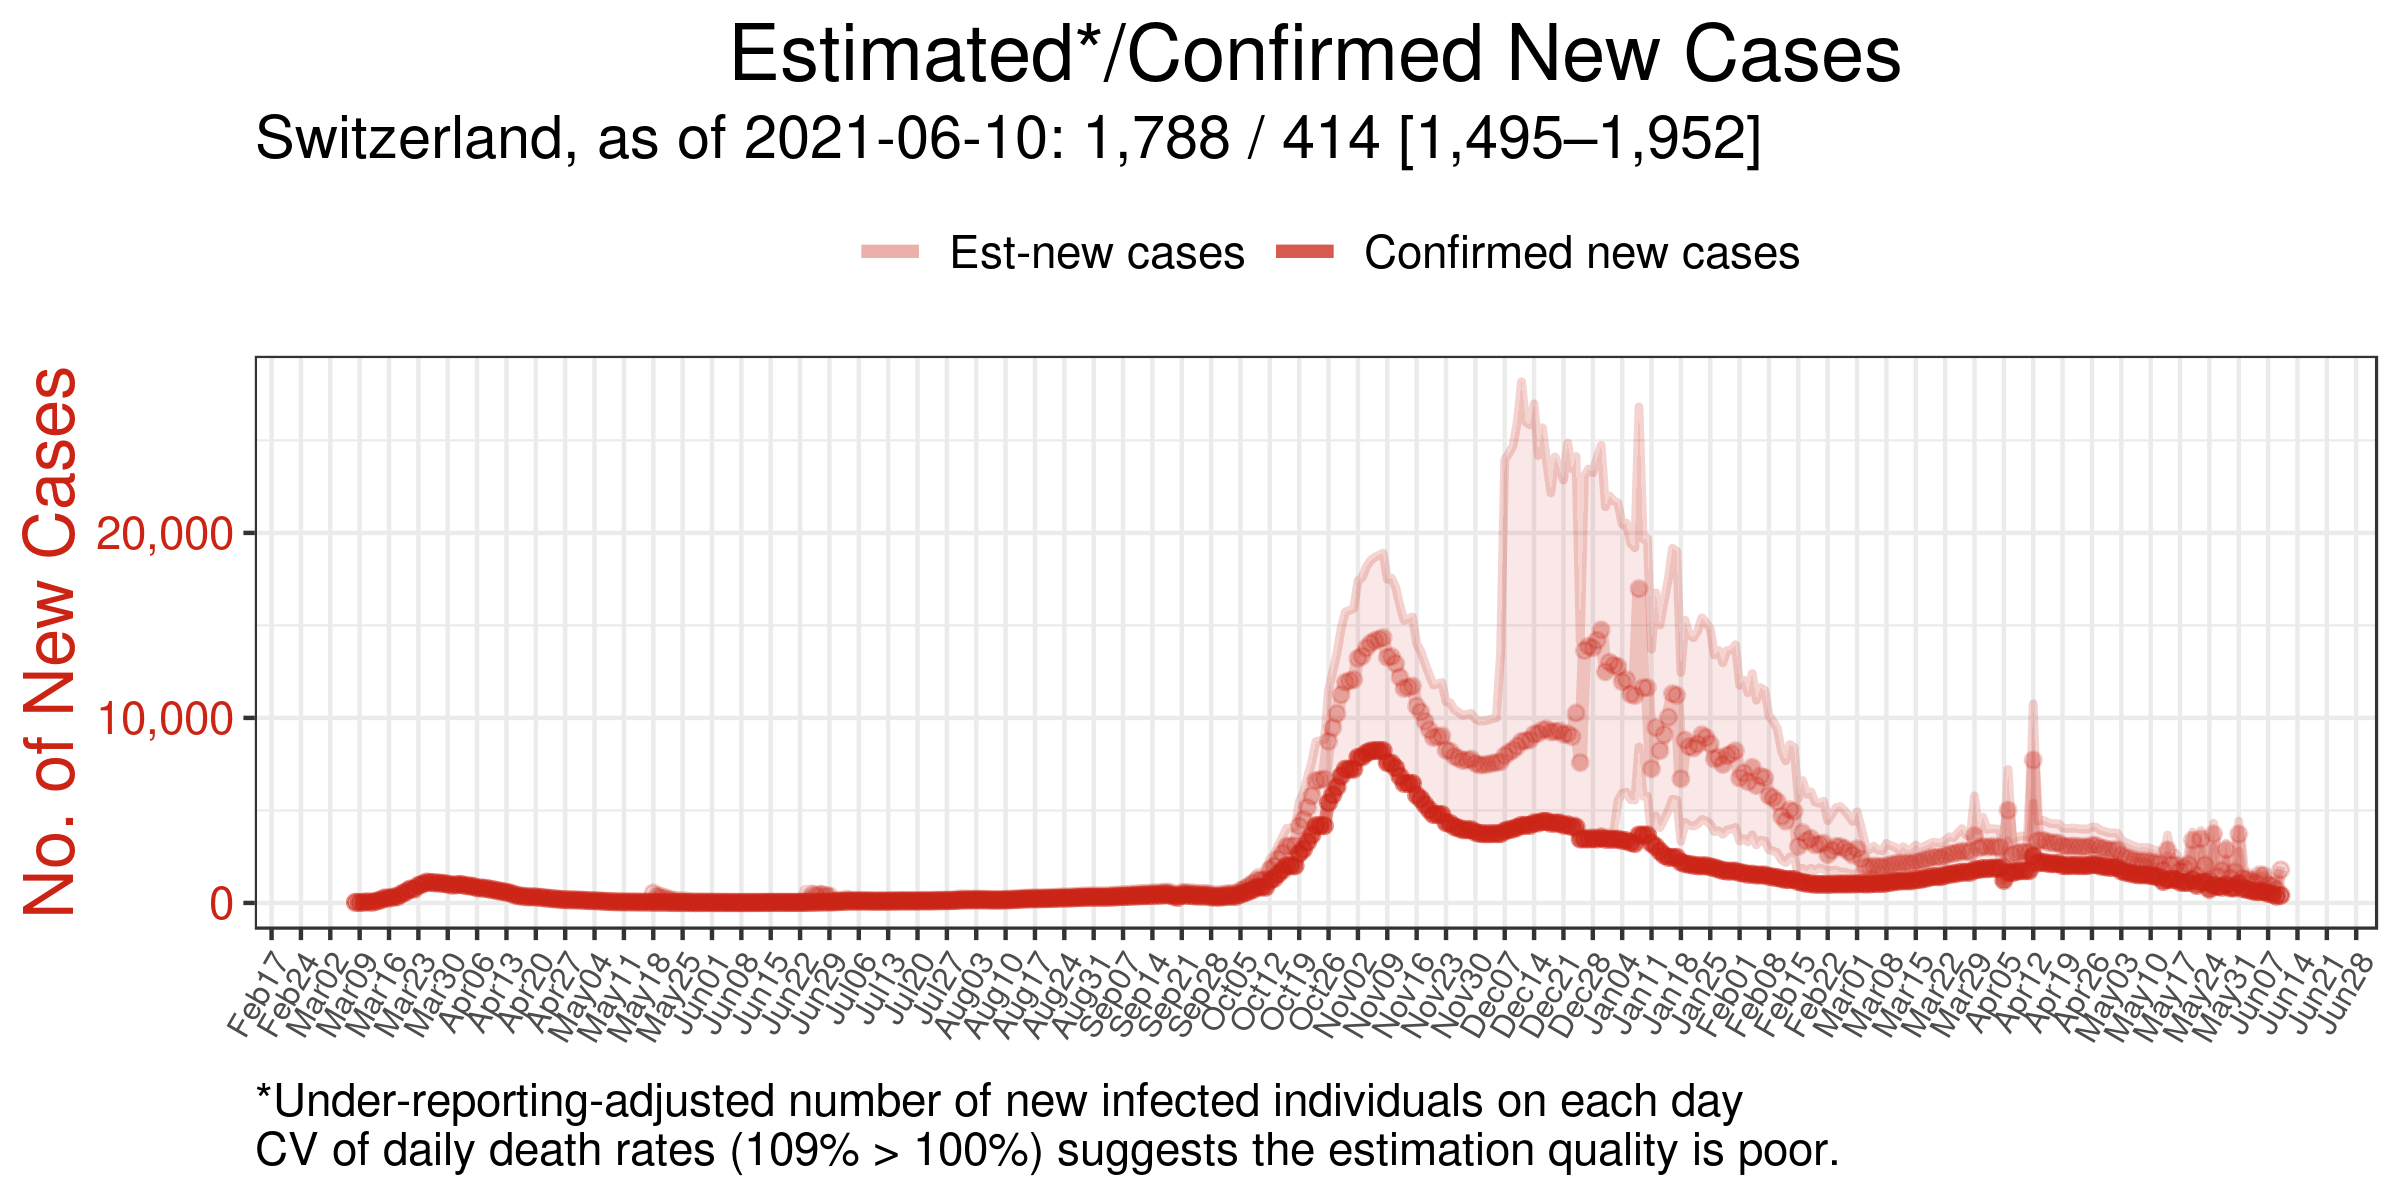 Estimated*/Confirmed New Cases
Switzerland, as of 2021-06-10: 1,788 / 414 [1,495–1,952]
Est-new cases
Confirmed new cases
No. of New Cases
20,000
10,000
0
Feb17
Feb24
Mar02
Mar09
Mar16
Mar23
Mar30
Apr06
Apr13
Apr20
Apr27
May04
May11
May18
May25
Jun01
Jun08
Jun15
Jun22
Jun29
Jul06
Jul13
Jul20
Jul27
Aug03
Aug10
Aug17
Aug24
Aug31
Sep07
Sep14
Sep21
Sep28
Oct05
Oct12
Oct19
Oct26
Nov02
Nov09
Nov16
Nov23
Nov30
Dec07
Dec14
Dec21
Dec28
Jan04
Jan11
Jan18
Jan25
Feb01
Feb08
Feb15
Feb22
Mar01
Mar08
Mar15
Mar22
Mar29
Apr05
Apr12
Apr19
Apr26
May03
May10
May17
May24
May31
Jun07
Jun14
Jun21
Jun28
*Under-reporting-adjusted number of new infected individuals on each day
CV of daily death rates (109% > 100%) suggests the estimation quality is poor.